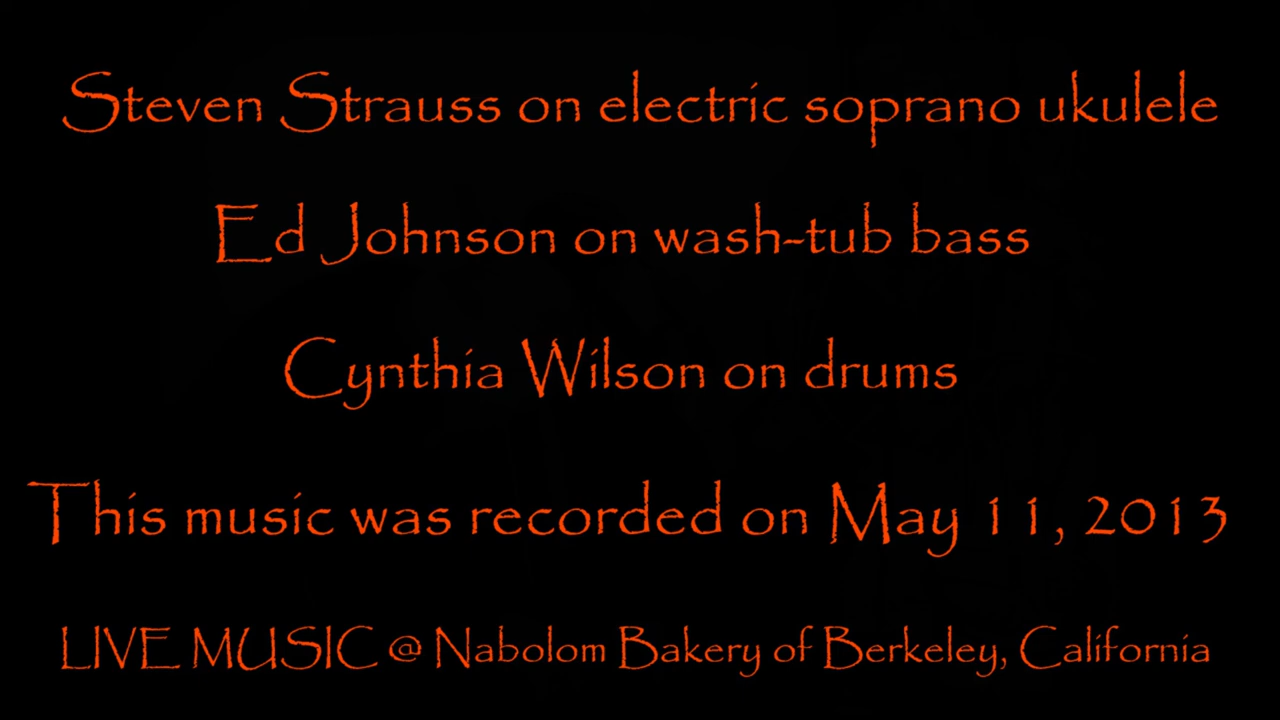 Steven Strauss on electric soprano ukulele
Ed Johnson on wash-tub bass
Cynthia Wilson on drums
This music was recorded on May 11, 2013
LIVE MUSIC @ Nabolom Bakery of Berkeley, California